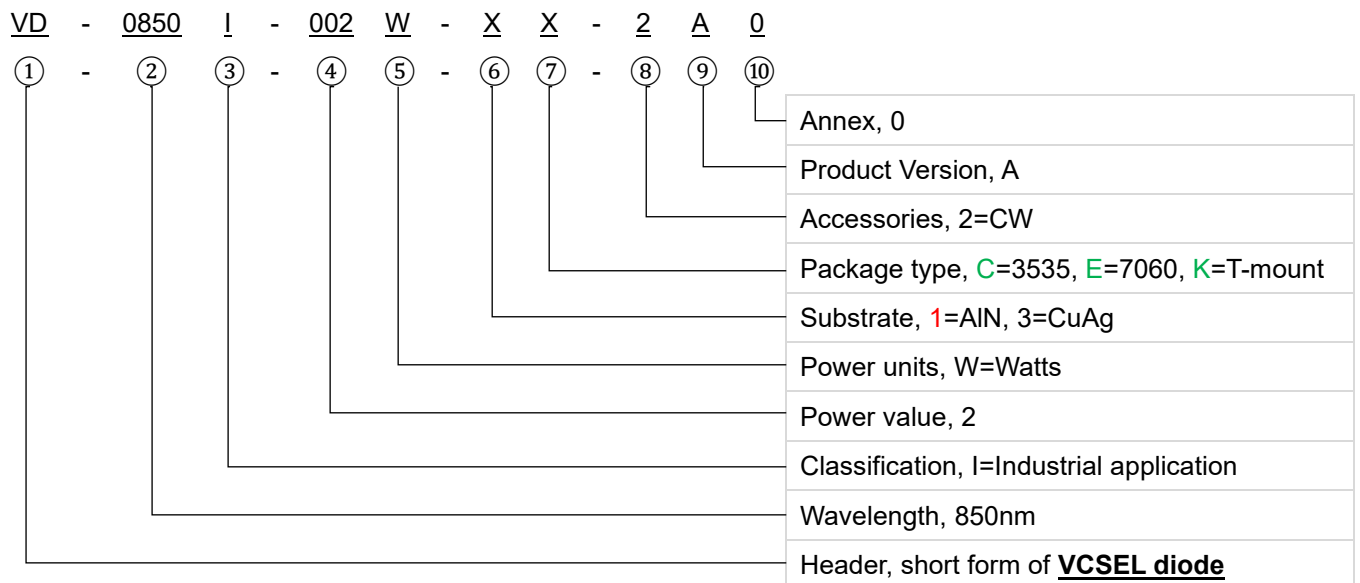 VD - 0850 I - 002 W - X X - 2 A 0
① - ② ③ - ④ ⑤ - ⑥ ⑦ - ⑧ ⑨ ⑩
Annex, 0
Product Version, A
Accessories, 2=CW
Package type, C=3535, E=7060, K=T-mount
Substrate, 1=AlN, 3=CuAg
Power units, W=Watts
Power value, 2
Classification, I=Industrial application
Wavelength, 850nm
Header, short form of VCSEL diode